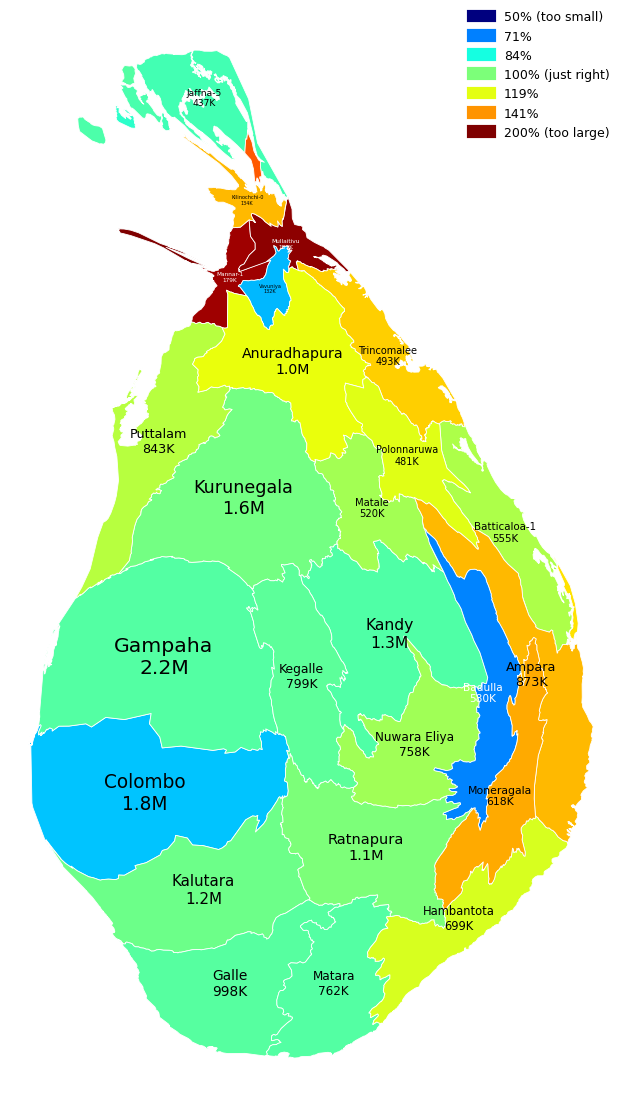 50% (too small)
71%
84%
100% (just right)
119%
141%
200% (too large)
Jaffna-5
437K
Kilinochchi-0
134K
Mullaitivu
Mannar-1
179K
Vavuniya
132K
Anuradhapura
1.0M
Trincomalee
493K
Puttalam
843K
Polonnaruwa
481K
Kurunegala
1.6M
Matale
520K
Batticaloa-1
555K
Gampaha
2.2M
Kandy
1.3M
Kegalle
799K
Ampara
873K
Badulla
Nuwara Eliya
758K
Colombo
1.8M
Moneragala
618K
Ratnapura
1.1M
Kalutara
1.2M
Hambantota
699K
Galle
998K
Matara
762K